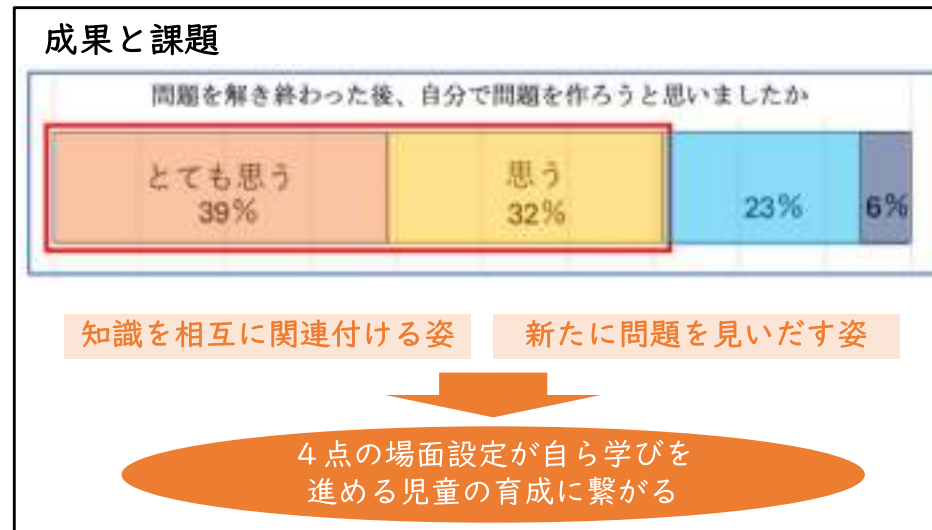 成果と課題
問題を解き終わった後、自分で問題を作ろうと思いましたか
とても思う
39%
思う
32%
23%
6%
知識を相互に関連付ける姿
新たに問題を見いだす姿
４点の場面設定が自ら学びを
進める児童の育成に繋がる